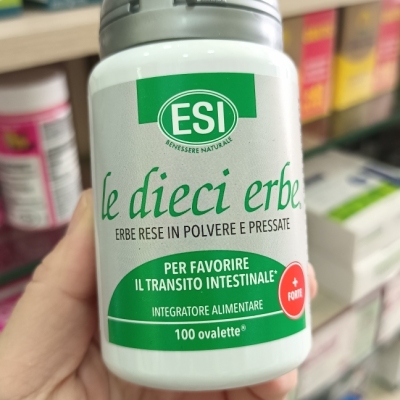 ESI
BENESSERE NATURALE
le dieci erbe
ERBE RESE IN POLVERE E PRESSATE
PER FAVORIRE
IL TRANSITO INTESTINALE*
+
FORTE
INTEGRATORE ALIMENTARE
100 ovalette®